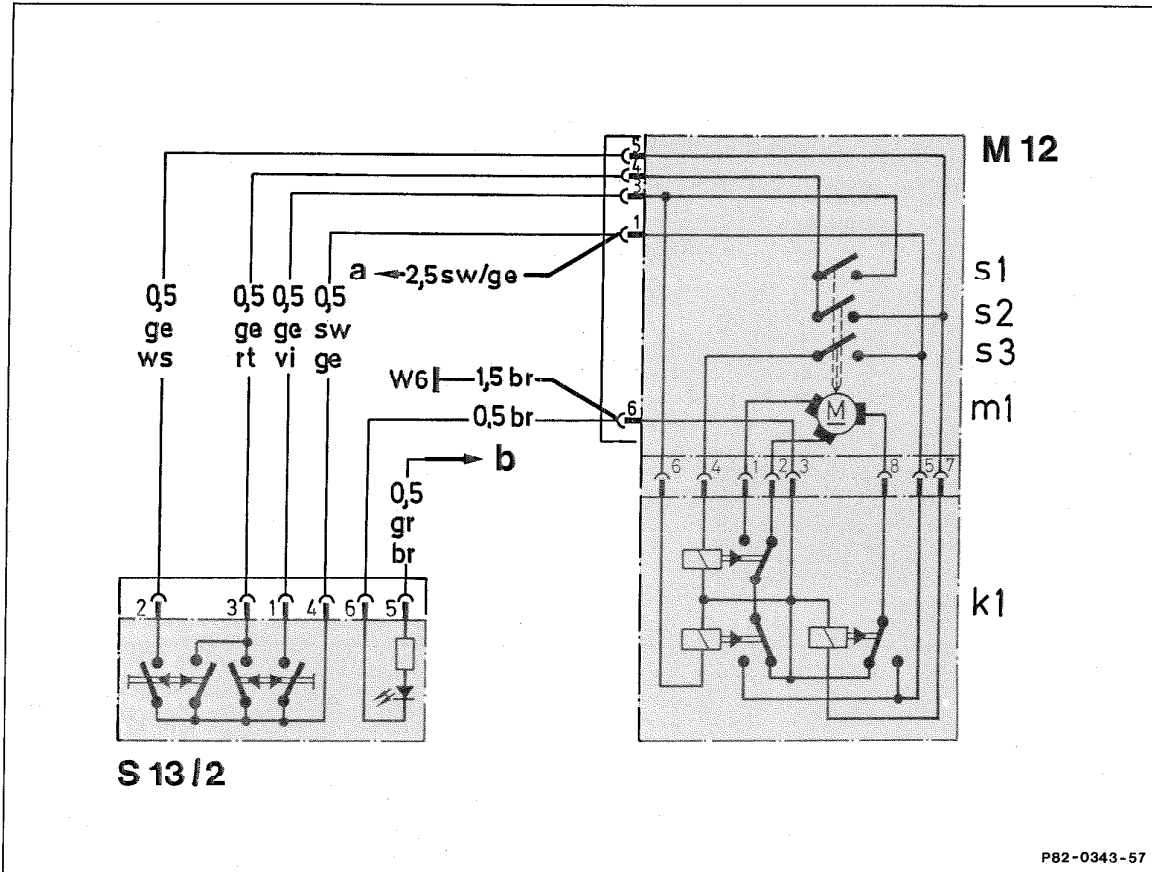 M 12
5
4
3
1
a 2,5 sw/ge
s1
s2
s3
0,5 0,5 0,5 0,5
ge ge ge sw
ws rt vi ge
W6 1,5 br
6
0,5 br
M
m1
b
6 4 1 2 3 8 5 7
0,5
gr
br
k1
2 3 1 4 6 5
S 13/2
P82-0343-57